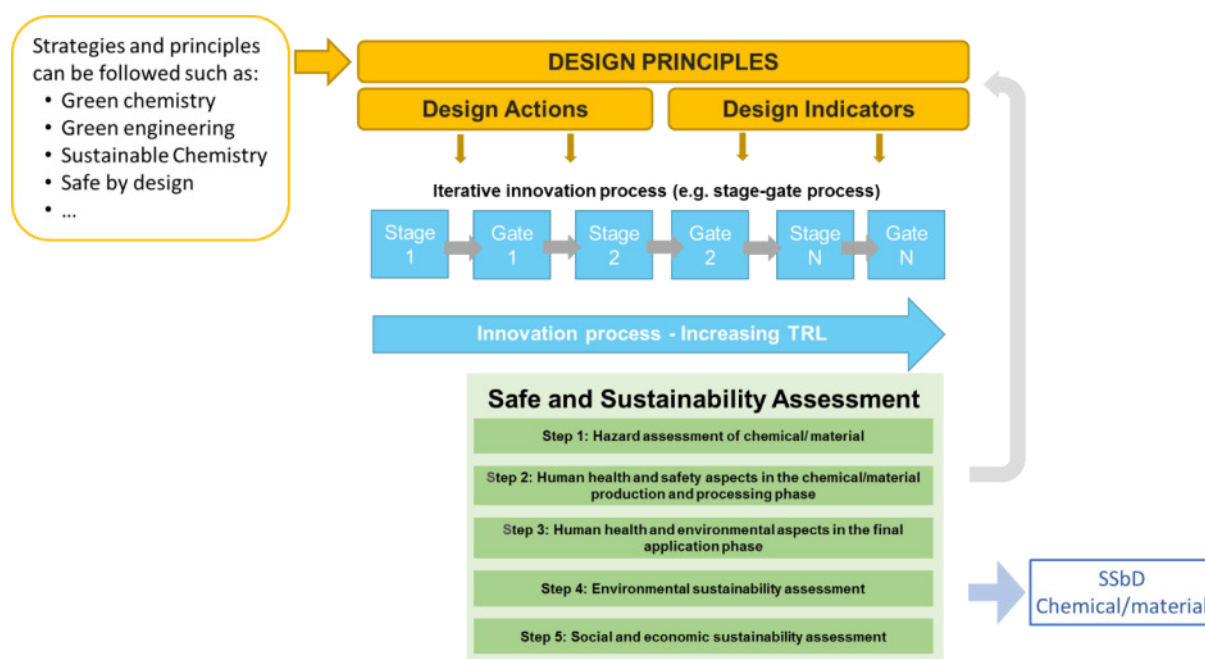 Strategies and principles
can be followed such as:
• Green chemistry
• Green engineering
• Sustainable Chemistry
• Safe by design
• ...
DESIGN PRINCIPLES
Design Actions
Design Indicators
Iterative innovation process (e.g. stage-gate process)
Stage
1
Gate
1
Stage
2
Gate
2
Stage
N
Gate
N
Innovation process - Increasing TRL
Safe and Sustainability Assessment
Step 1: Hazard assessment of chemical/ material
Step 2: Human health and safety aspects in the chemical/material
production and processing phase
Step 3: Human health and environmental aspects in the final
application phase
Step 4: Environmental sustainability assessment
Step 5: Social and economic sustainability assessment
SSbD
Chemical/material